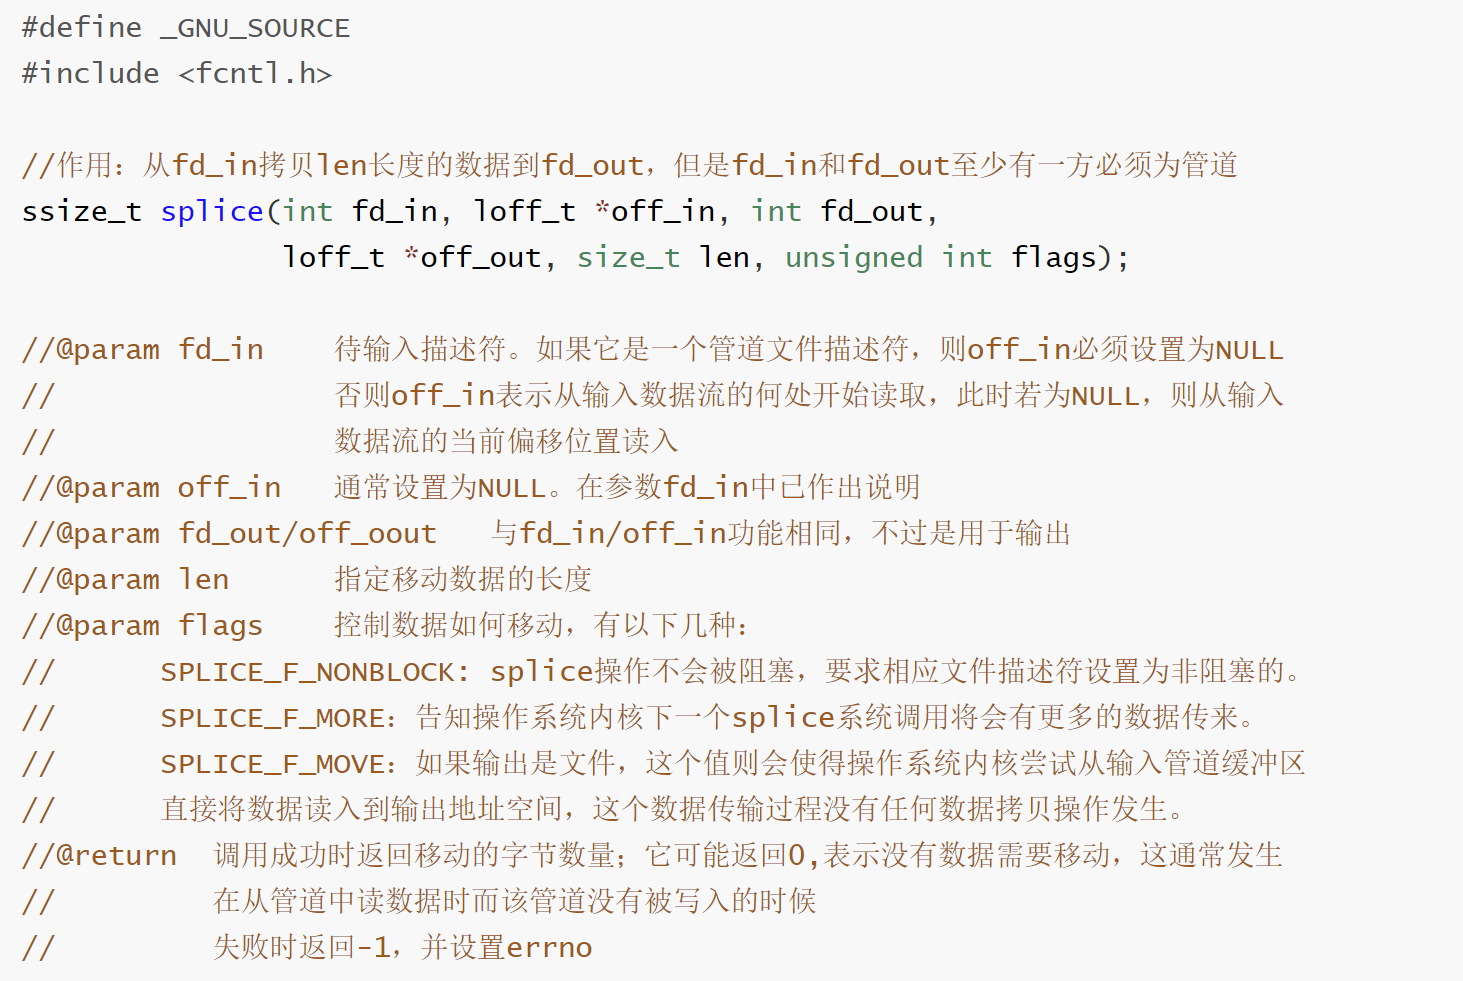 #define _GNU_SOURCE
#include <fcntl.h>
//作用：从fd_in拷贝len长度的数据到fd_out，但是fd_in和fd_out至少有一方必须为管道
ssize_t splice(int fd_in, loff_t *off_in, int fd_out,
loff_t *off_out, size_t len, unsigned int flags);
//@param fd_in 待输入描述符。如果它是一个管道文件描述符，则off_in必须设置为NULL
// 否则off_in表示从输入数据流的何处开始读取，此时若为NULL，则从输入
// 数据流的当前偏移位置读入
//@param off_in 通常设置为NULL。在参数fd_in中已作出说明
//@param fd_out/off_oout 与fd_in/off_in功能相同，不过是用于输出
//@param len 指定移动数据的长度
//@param flags 控制数据如何移动，有以下几种：
// SPLICE_F_NONBLOCK: splice操作不会被阻塞，要求相应文件描述符设置为非阻塞的。
// SPLICE_F_MORE：告知操作系统内核下一个splice系统调用将会有更多的数据传来。
// SPLICE_F_MOVE：如果输出是文件，这个值则会使得操作系统内核尝试从输入管道缓冲区
// 直接将数据读入到输出地址空间，这个数据传输过程没有任何数据拷贝操作发生。
//@return 调用成功时返回移动的字节数量；它可能返回0,表示没有数据需要移动，这通常发生
// 在从管道中读数据时而该管道没有被写入的时候
// 失败时返回-1，并设置errno